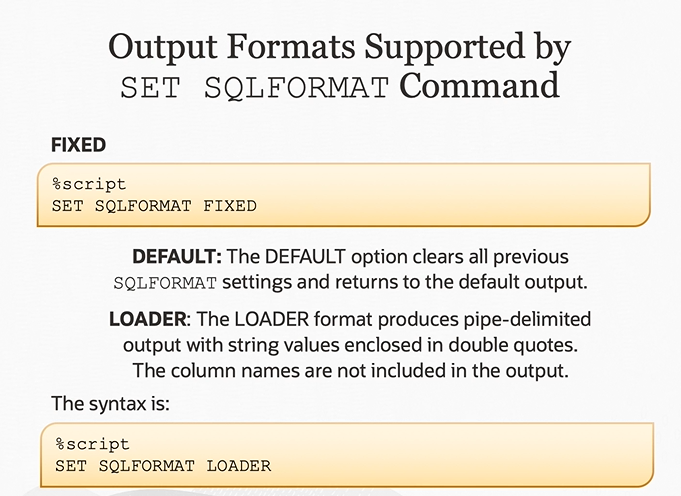 Output Formats Supported by
SET SQLFORMAT Command
FIXED
%script
SET SQLFORMAT FIXED
DEFAULT: The DEFAULT option clears all previous
SQLFORMAT settings and returns to the default output.
LOADER: The LOADER format produces pipe-delimited
output with string values enclosed in double quotes.
The column names are not included in the output.
The syntax is:
%script
SET SQLFORMAT LOADER